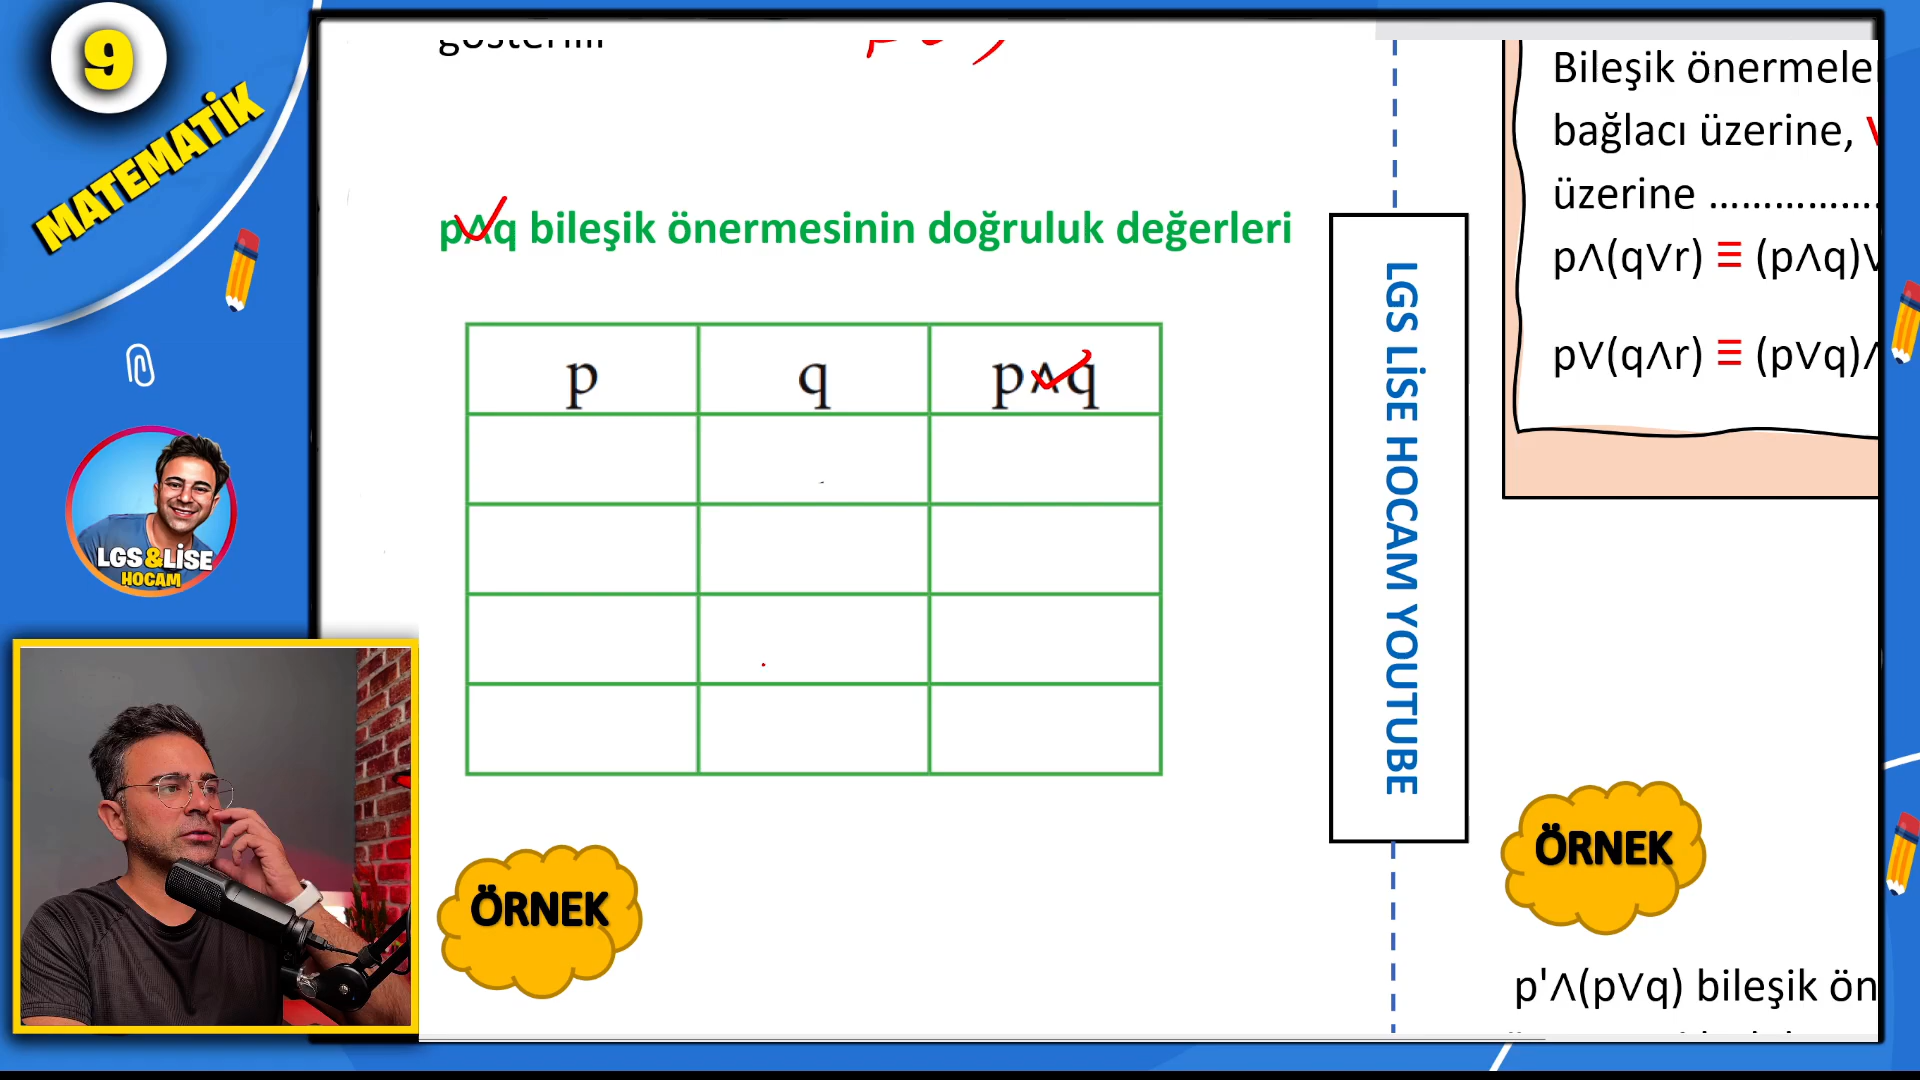 9
MATEMATİK
LGS&LİSE
HOCAM
gösterilir
p∧q bileşik önermesinin doğruluk değerleri
p q p∧q
ÖRNEK
LGS LİSE HOCAM YOUTUBE
Bileşik önermele
bağlacı üzerine, V
üzerine ................
p∧(q∨r) ≡ (p∧q)∨
p∨(q∧r) ≡ (p∨q)∧
ÖRNEK
p'∧(p∨q) bileşik ön